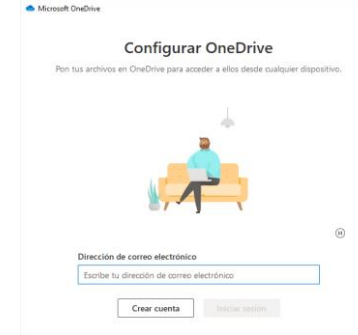 Microsoft OneDrive
Configurar OneDrive
Pon tus archivos en OneDrive para acceder a ellos desde cualquier dispositivo.
Dirección de correo electrónico
Escribe tu dirección de correo electrónico
Crear cuenta
Iniciar sesión